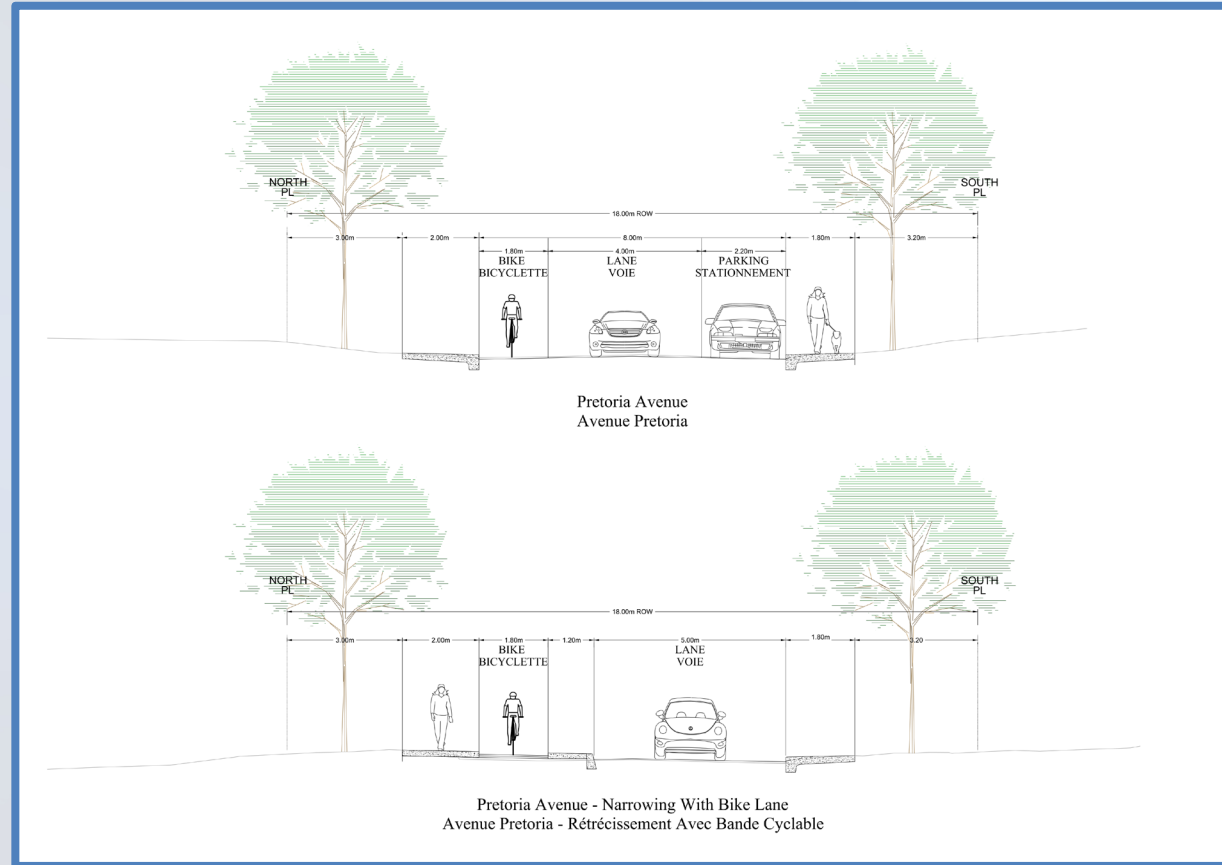 NORTH
PL
SOUTH
PL
18.00m ROW
3.00m
2.00m
8.00m
1.80m
3.20m
1.80m
4.00m
2.20m
BIKE
BICYCLETTE
LANE
VOIE
PARKING
STATIONNEMENT
Pretoria Avenue
Avenue Pretoria
NORTH
PL
SOUTH
PL
18.00m ROW
3.00m
2.00m
1.80m
1.20m
5.00m
1.80m
3.20
BIKE
BICYCLETTE
LANE
VOIE
Pretoria Avenue - Narrowing With Bike Lane
Avenue Pretoria - Rétrécissement Avec Bande Cyclable